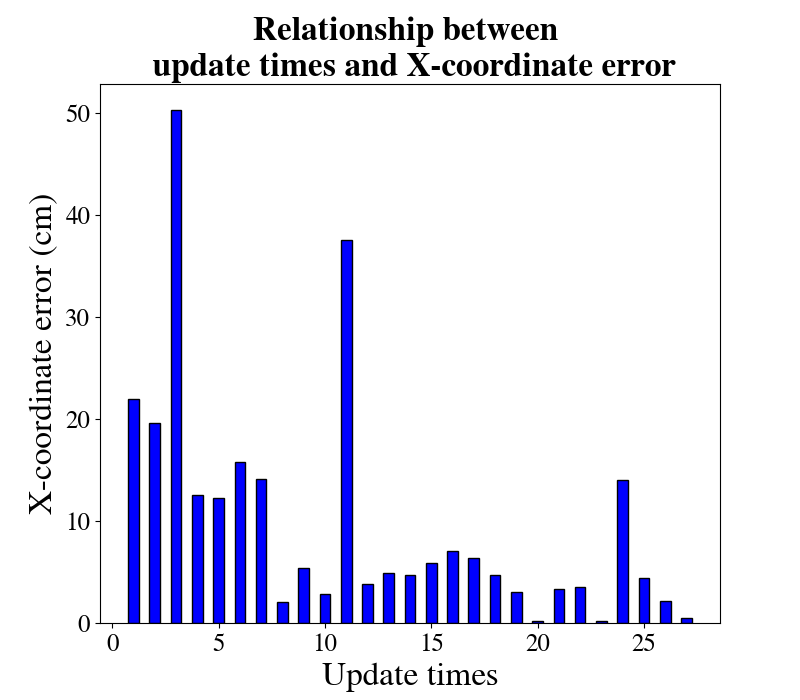 Relationship between
update times and X-coordinate error
X-coordinate error (cm)
50
40
30
20
10
0
0 5 10 15 20 25
Update times